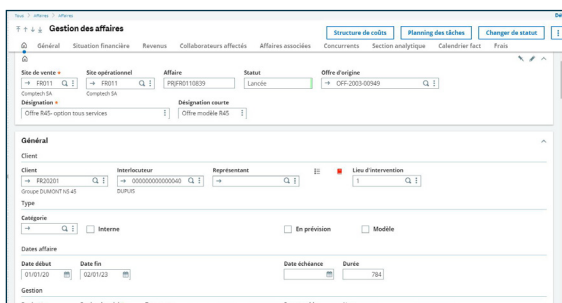 Tous > Affaires > Affaires
Gestion des affaires
Structure de coûts
Planning des tâches
Changer de statut
Général Situation financière Revenus Collaborateurs affectés Affaires associées Concurrents Section analytique Calendrier fact Frais
Site de vente Site opérationnel Affaire Statut Offre d'origine
FR011 FR011 PRJFR0110839 Lancée OFF-2023-00949
Comptech SA Comptech SA
Désignation Désignation courte
Offre R45- option tous services Offre modèle R45
Général
Client
Client Interlocuteur Représentant Lieu d'intervention
FR20201 000000000000040 1
Groupe DUMONT NS 45 DUPUIS
Type
Catégorie
Interne En prévision Modèle
Dates affaire
Date début Date fin Date échéance Durée
01/01/20 02/01/23 784
Gestion